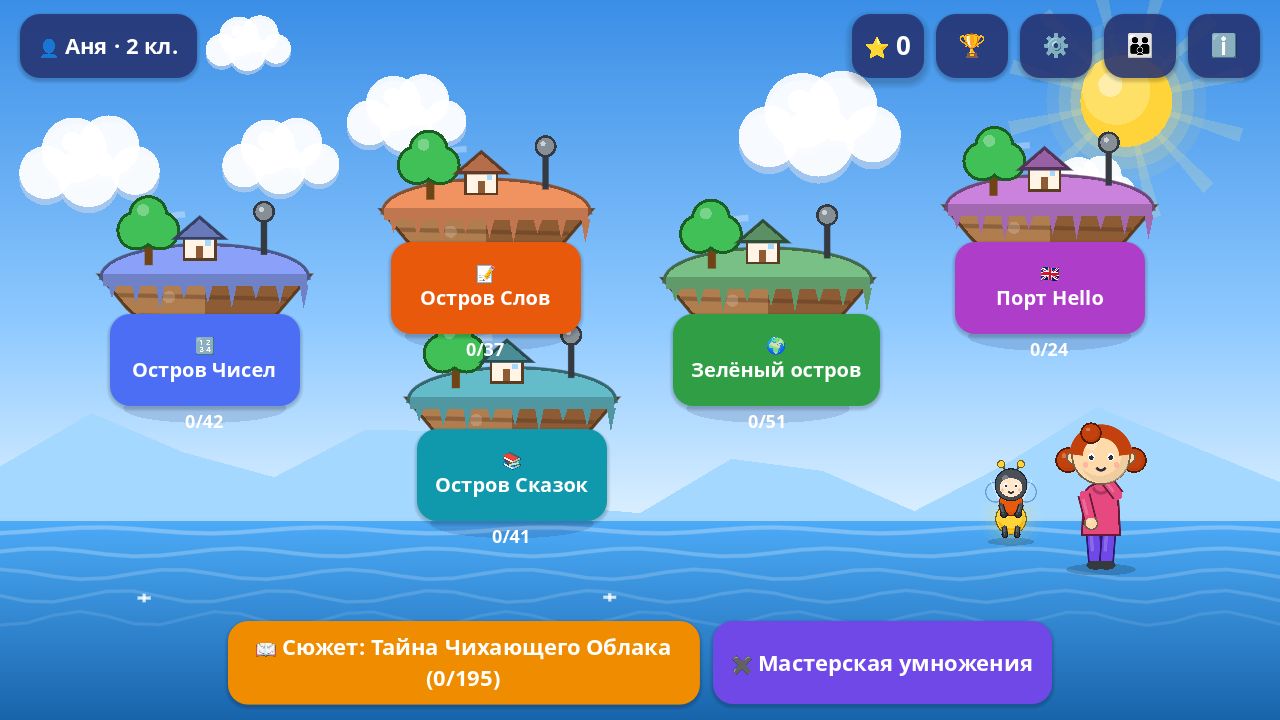 Аня · 2 кл.
0
Остров Слов
0/37
Порт Hello
0/24
Остров Чисел
0/42
Зелёный остров
0/51
Остров Сказок
0/41
Сюжет: Тайна Чихающего Облака
(0/195)
Мастерская умножения